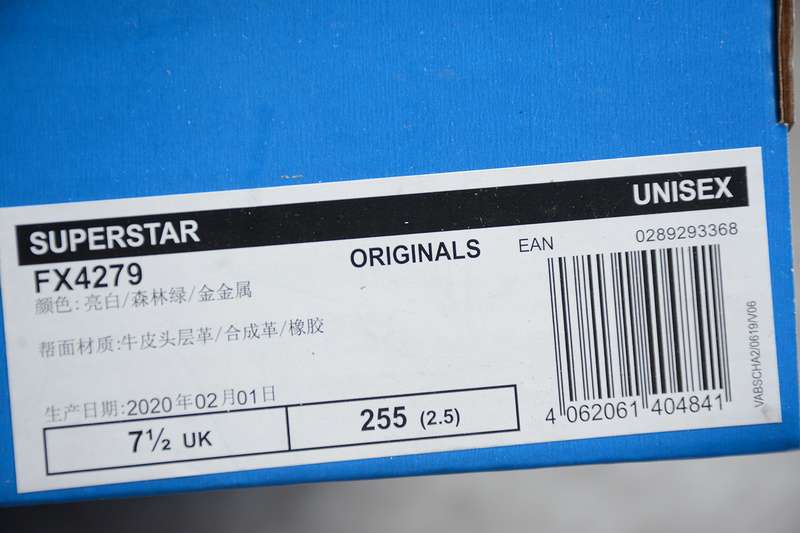 SUPERSTAR
UNISEX
FX4279
ORIGINALS
EAN
0289293368
颜色: 亮白/森林绿/金金属
帮面材质:牛皮头层革/合成革/橡胶
生产日期:2020年02月01日
7½ UK
255 (2.5)
4 062061 404841
VABSCHA2/0619/V06